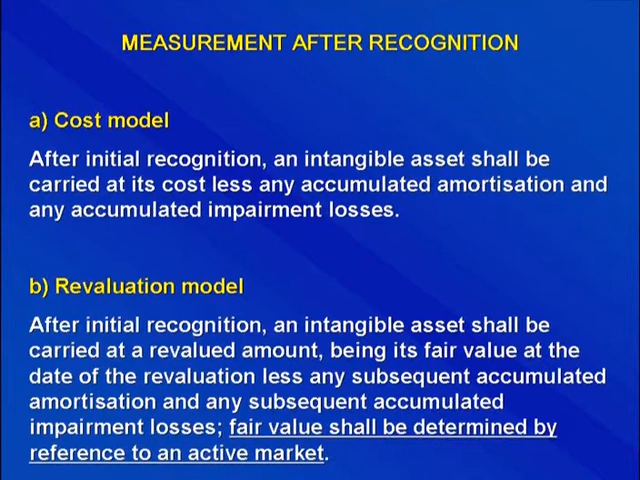 MEASUREMENT AFTER RECOGNITION
a) Cost model
After initial recognition, an intangible asset shall be
carried at its cost less any accumulated amortisation and
any accumulated impairment losses.
b) Revaluation model
After initial recognition, an intangible asset shall be
carried at a revalued amount, being its fair value at the
date of the revaluation less any subsequent accumulated
amortisation and any subsequent accumulated
impairment losses; fair value shall be determined by
reference to an active market.